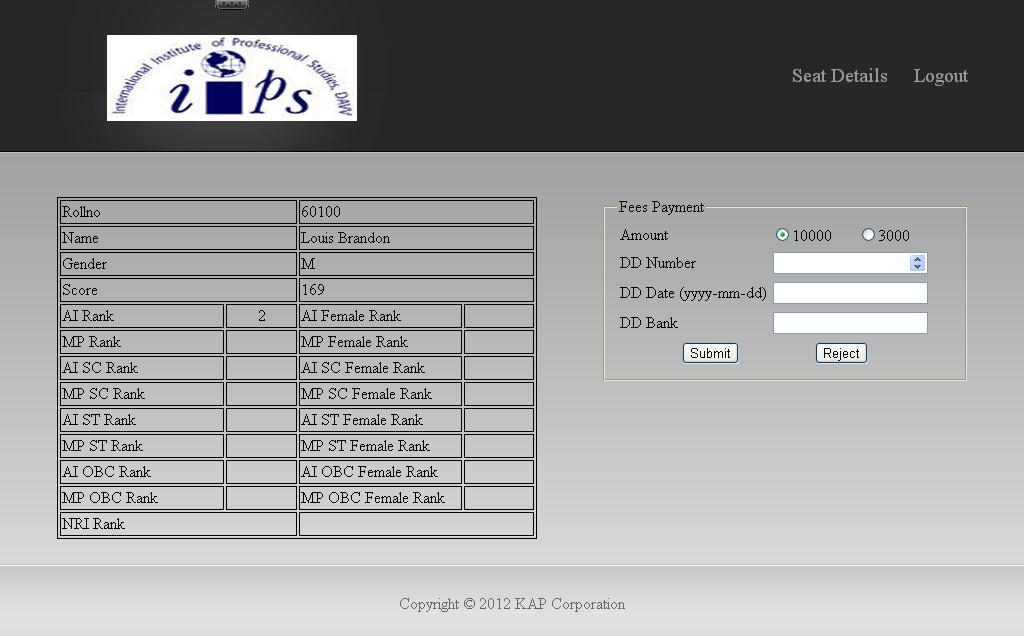 International Institute of Professional Studies, DAVV
i ps
Seat Details Logout
Rollno 60100
Name Louis Brandon
Gender M
Score 169
AI Rank 2 AI Female Rank
MP Rank MP Female Rank
AI SC Rank AI SC Female Rank
MP SC Rank MP SC Female Rank
AI ST Rank AI ST Female Rank
MP ST Rank MP ST Female Rank
AI OBC Rank AI OBC Female Rank
MP OBC Rank MP OBC Female Rank
NRI Rank
Fees Payment
Amount 10000 3000
DD Number
DD Date (yyyy-mm-dd)
DD Bank
Submit Reject
Copyright © 2012 KAP Corporation